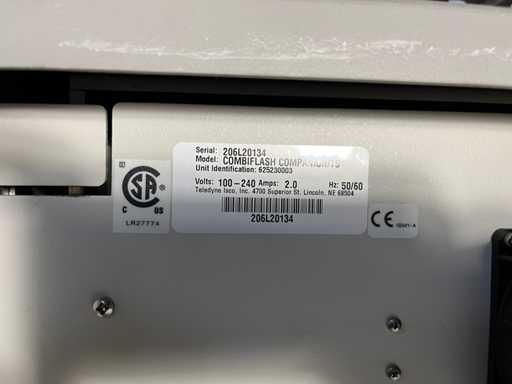 Serial: 206L20134
Model: COMBIFLASH
Unit Identification: 625230003
Volts: 100-240 Amps: 2.0 Hz: 50/60
Teledyne Isco, Inc. 4700 Superior St. Lincoln, NE 68504
206L20134
CSA
C US
LR27774
CE